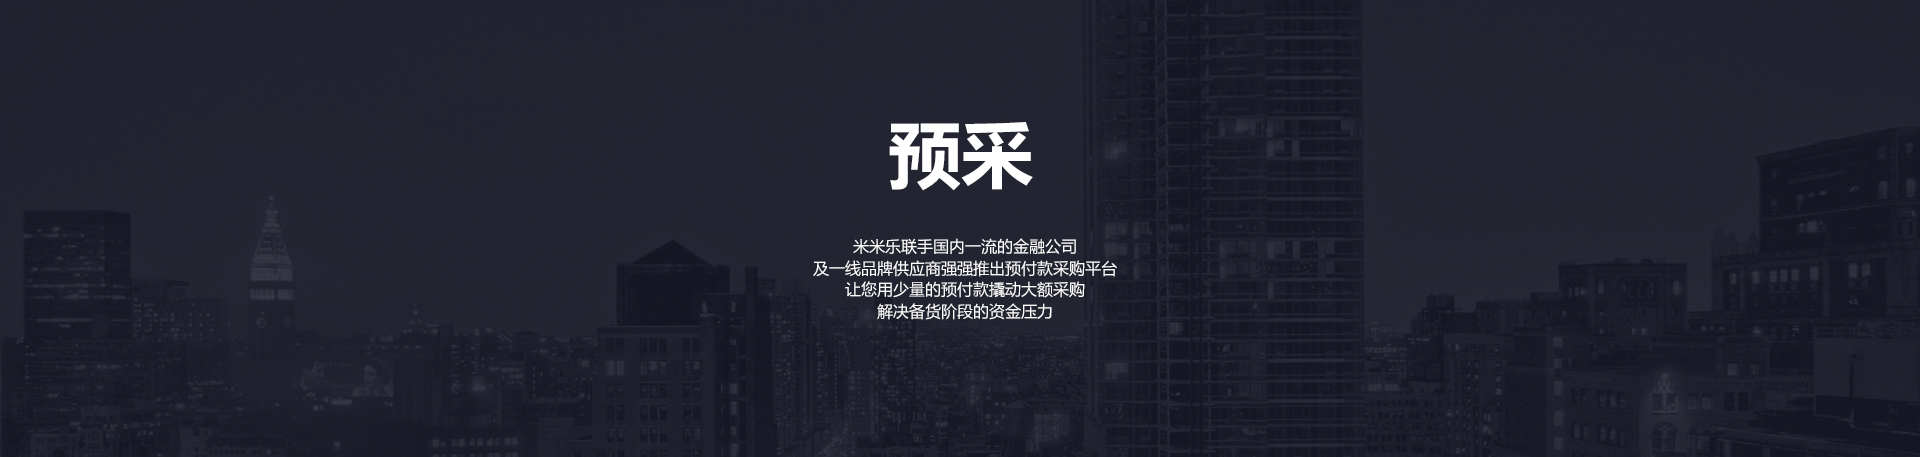 预采
米米乐联手国内一流的金融公司
及一线品牌供应商强强推出预付款采购平台
让您用少量的预付款撬动大额采购
解决备货阶段的资金压力